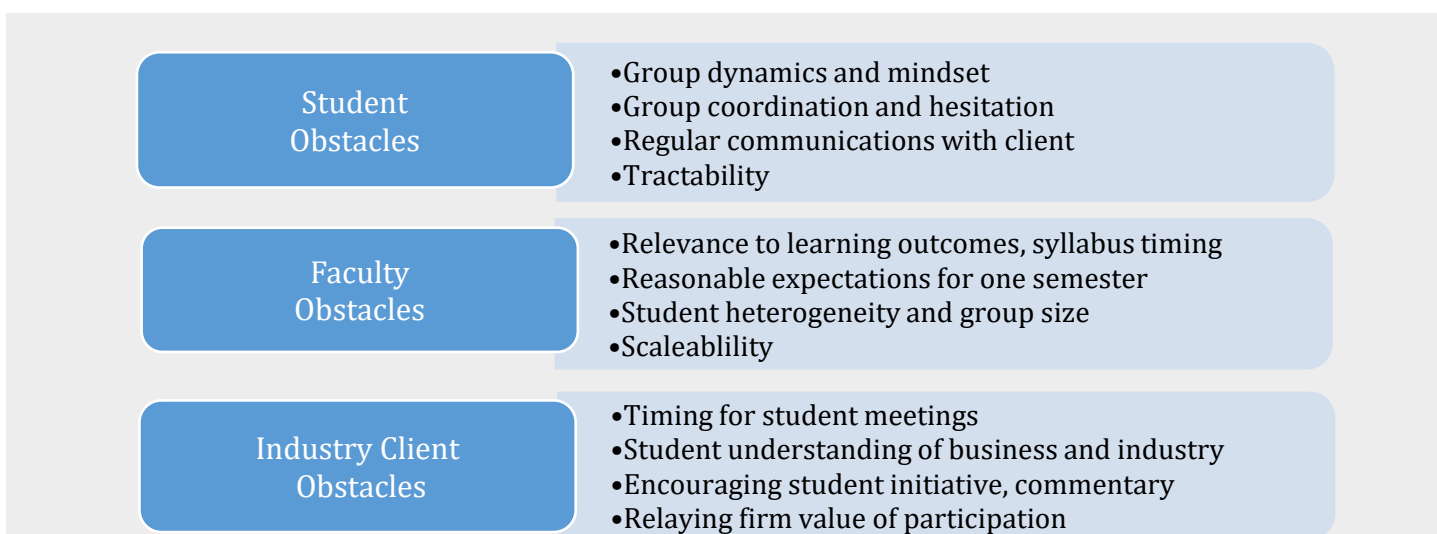 Student
Obstacles
•Group dynamics and mindset
•Group coordination and hesitation
•Regular communications with client
•Tractability
Faculty
Obstacles
•Relevance to learning outcomes, syllabus timing
•Reasonable expectations for one semester
•Student heterogeneity and group size
•Scaleablility
Industry Client
Obstacles
•Timing for student meetings
•Student understanding of business and industry
•Encouraging student initiative, commentary
•Relaying firm value of participation